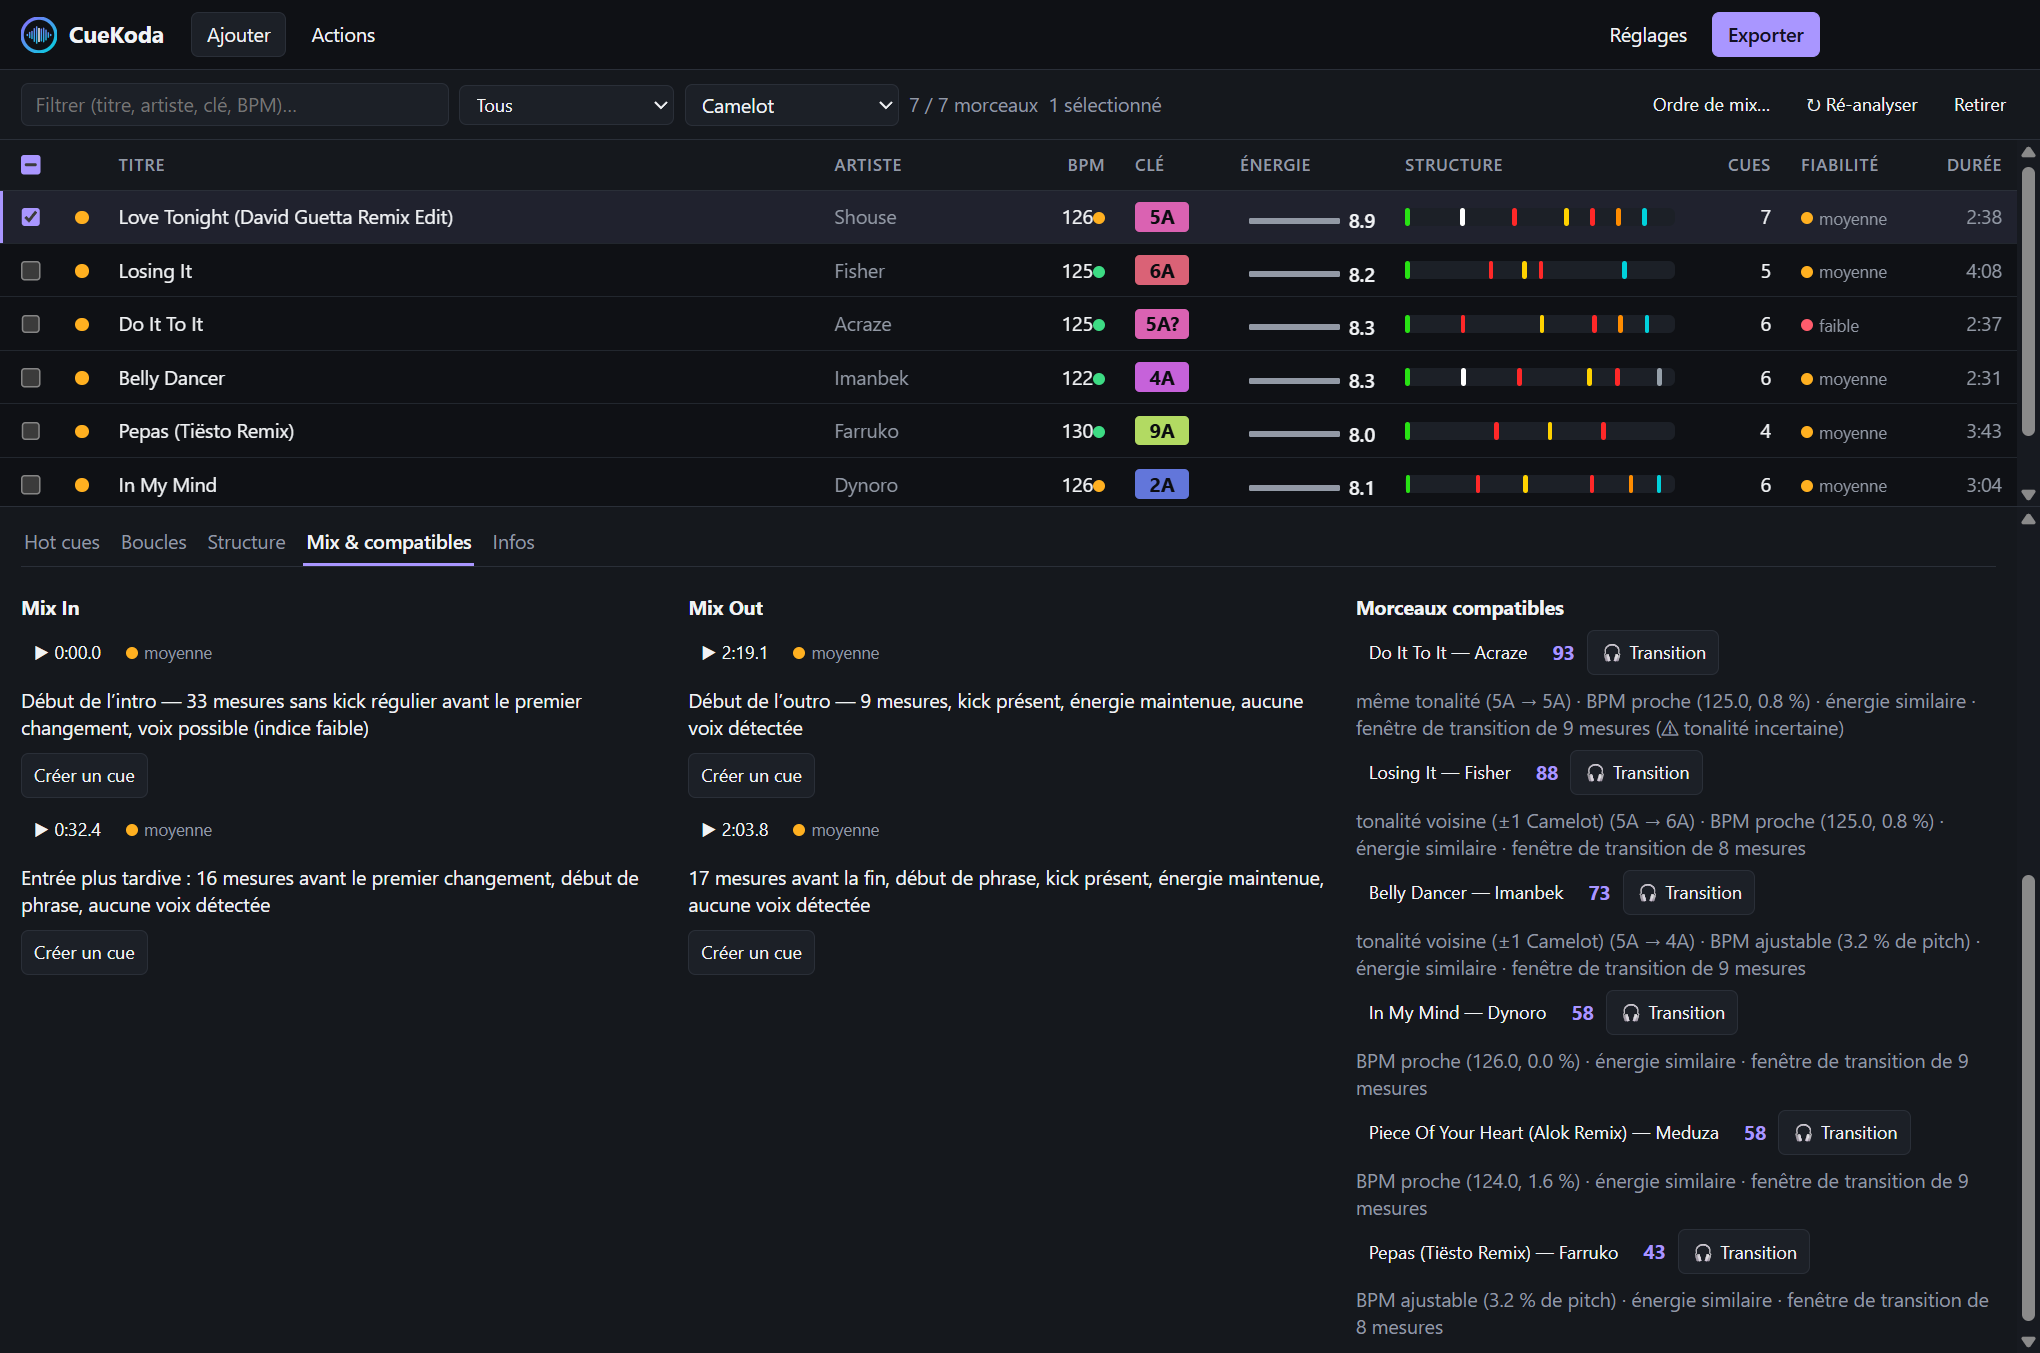 CueKoda
Ajouter
Actions
Réglages
Exporter
Filtrer (titre, artiste, clé, BPM)...
Tous
Camelot
7 / 7 morceaux 1 sélectionné
Ordre de mix...
↻ Ré-analyser
Retirer
TITRE ARTISTE BPM CLÉ ÉNERGIE STRUCTURE CUES FIABILITÉ DURÉE
Love Tonight (David Guetta Remix Edit) Shouse 126 5A 8.9 7 moyenne 2:38
Losing It Fisher 125 6A 8.2 5 moyenne 4:08
Do It To It Acraze 125 5A? 8.3 6 faible 2:37
Belly Dancer Imanbek 122 4A 8.3 6 moyenne 2:31
Pepas (Tiësto Remix) Farruko 130 9A 8.0 4 moyenne 3:43
In My Mind Dynoro 126 2A 8.1 6 moyenne 3:04
Hot cues Boucles Structure Mix & compatibles Infos
Mix In
▶ 0:00.0 moyenne
Début de l’intro — 33 mesures sans kick régulier avant le premier
changement, voix possible (indice faible)
Créer un cue
▶ 0:32.4 moyenne
Entrée plus tardive : 16 mesures avant le premier changement, début de
phrase, aucune voix détectée
Créer un cue
Mix Out
▶ 2:19.1 moyenne
Début de l’outro — 9 mesures, kick présent, énergie maintenue, aucune
voix détectée
Créer un cue
▶ 2:03.8 moyenne
17 mesures avant la fin, début de phrase, kick présent, énergie maintenue,
aucune voix détectée
Créer un cue
Morceaux compatibles
Do It To It — Acraze 93 🎧 Transition
même tonalité (5A → 5A) · BPM proche (125.0, 0.8 %) · énergie similaire ·
fenêtre de transition de 9 mesures (⚠ tonalité incertaine)
Losing It — Fisher 88 🎧 Transition
tonalité voisine (±1 Camelot) (5A → 6A) · BPM proche (125.0, 0.8 %) ·
énergie similaire · fenêtre de transition de 8 mesures
Belly Dancer — Imanbek 73 🎧 Transition
tonalité voisine (±1 Camelot) (5A → 4A) · BPM ajustable (3.2 % de pitch) ·
énergie similaire · fenêtre de transition de 9 mesures
In My Mind — Dynoro 58 🎧 Transition
BPM proche (126.0, 0.0 %) · énergie similaire · fenêtre de transition de 9
mesures
Piece Of Your Heart (Alok Remix) — Meduza 58 🎧 Transition
BPM proche (124.0, 1.6 %) · énergie similaire · fenêtre de transition de 9
mesures
Pepas (Tiësto Remix) — Farruko 43 🎧 Transition
BPM ajustable (3.2 % de pitch) · énergie similaire · fenêtre de transition de
8 mesures